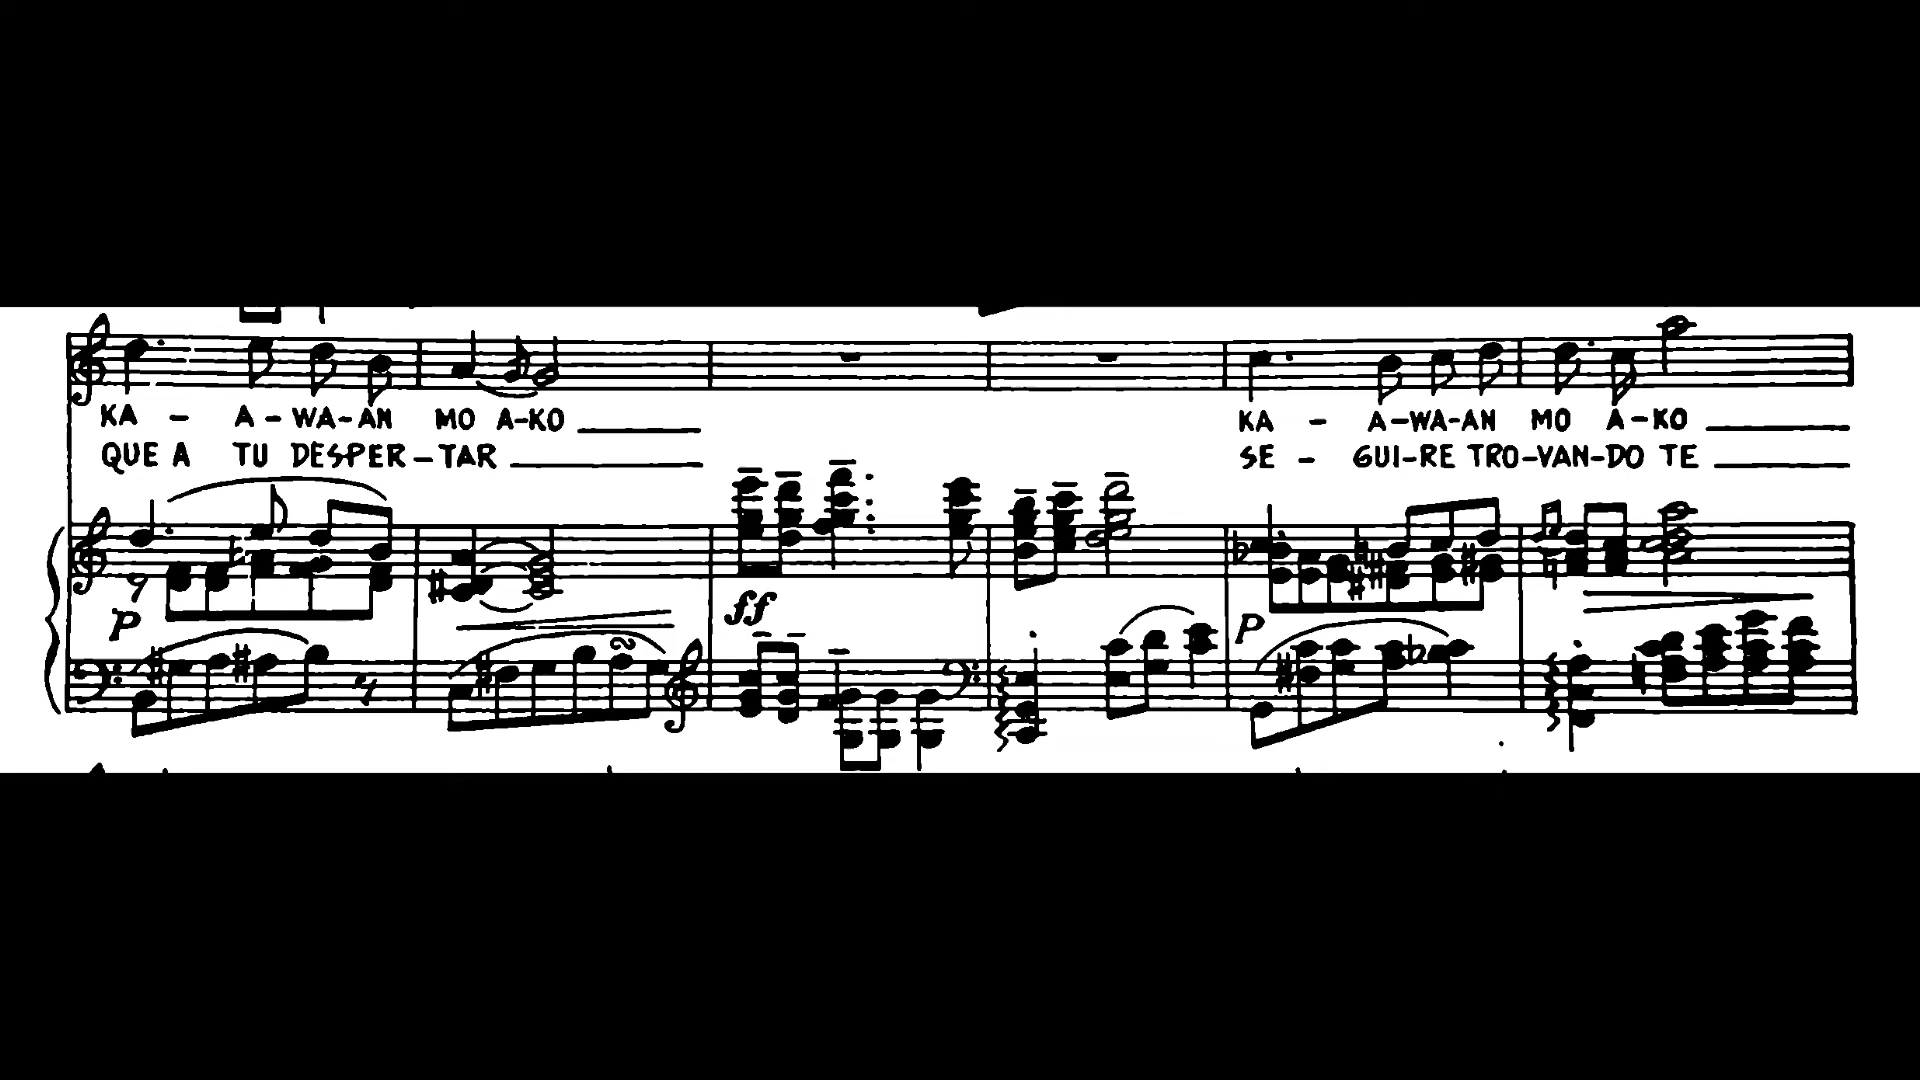 KA - A-WA-AN MO A-KO KA - A-WA-AN MO A-KO
QUE A TU DESPER-TAR SE - GUI-RE TRO-VAN-DO TE
P ff P